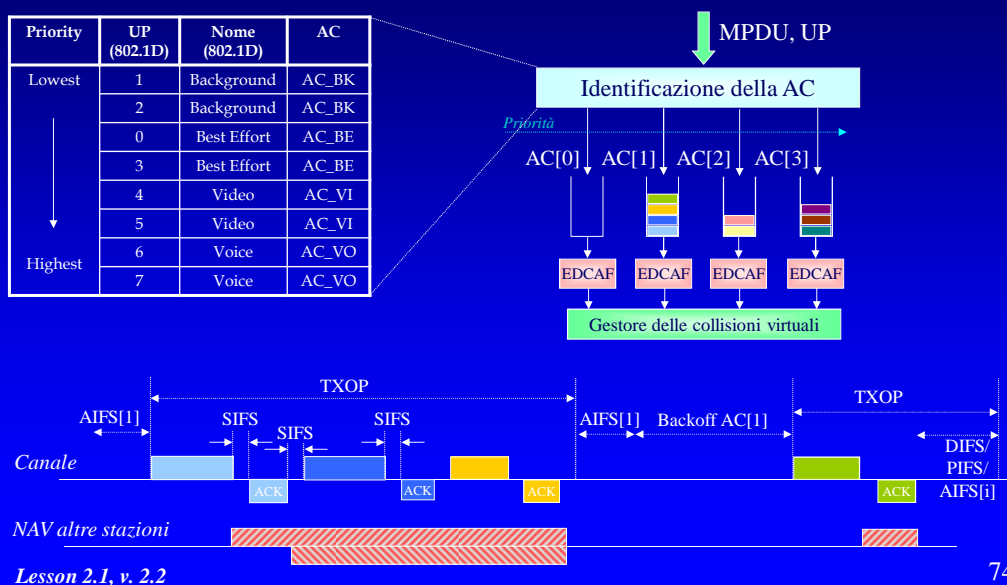 Priority UP (802.1D) Nome (802.1D) AC
Lowest 1 Background AC_BK
2 Background AC_BK
0 Best Effort AC_BE
3 Best Effort AC_BE
4 Video AC_VI
5 Video AC_VI
Highest 6 Voice AC_VO
7 Voice AC_VO
MPDU, UP
Identificazione della AC
Priorità
AC[0] AC[1] AC[2] AC[3]
EDCAF EDCAF EDCAF EDCAF
Gestore delle collisioni virtuali
TXOP TXOP
AIFS[1] SIFS SIFS SIFS AIFS[1] Backoff AC[1]
DIFS/
PIFS/
AIFS[i]
Canale
ACK ACK ACK ACK
NAV altre stazioni
Lesson 2.1, v. 2.2
74